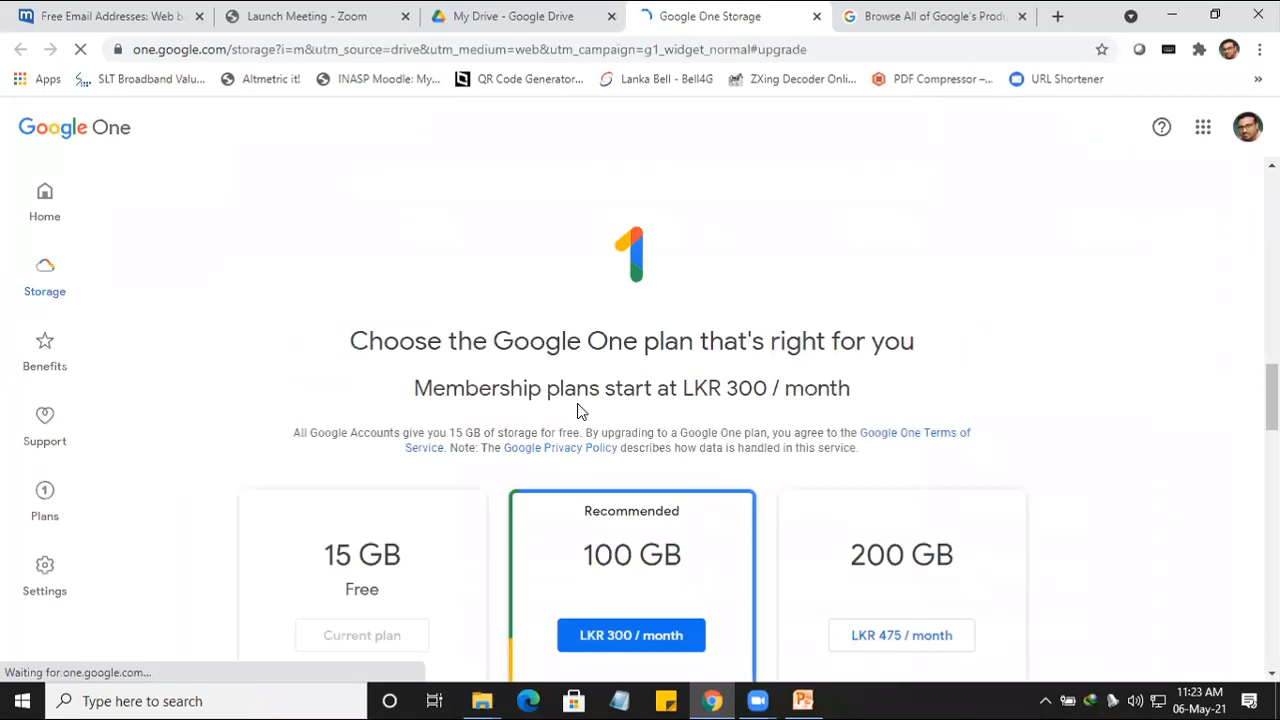 Free Email Addresses: Web b
Launch Meeting - Zoom
My Drive - Google Drive
Google One Storage
Browse All of Google's Produ
one.google.com/storage?i=m&utm_source=drive&utm_medium=web&utm_campaign=g1_widget_normal#upgrade
Apps
SLT Broadband Valu...
Altmetric it!
INASP Moodle: My...
QR Code Generator...
Lanka Bell - Bell4G
ZXing Decoder Onli...
PDF Compressor –...
URL Shortener
Google One
Home
Storage
Benefits
Support
Plans
Settings
Choose the Google One plan that's right for you
Membership plans start at LKR 300 / month
All Google Accounts give you 15 GB of storage for free. By upgrading to a Google One plan, you agree to the Google One Terms of
Service. Note: The Google Privacy Policy describes how data is handled in this service.
15 GB
Free
Current plan
Recommended
100 GB
LKR 300 / month
200 GB
LKR 475 / month
Waiting for one.google.com...
Type here to search
11:23 AM
06-May-21